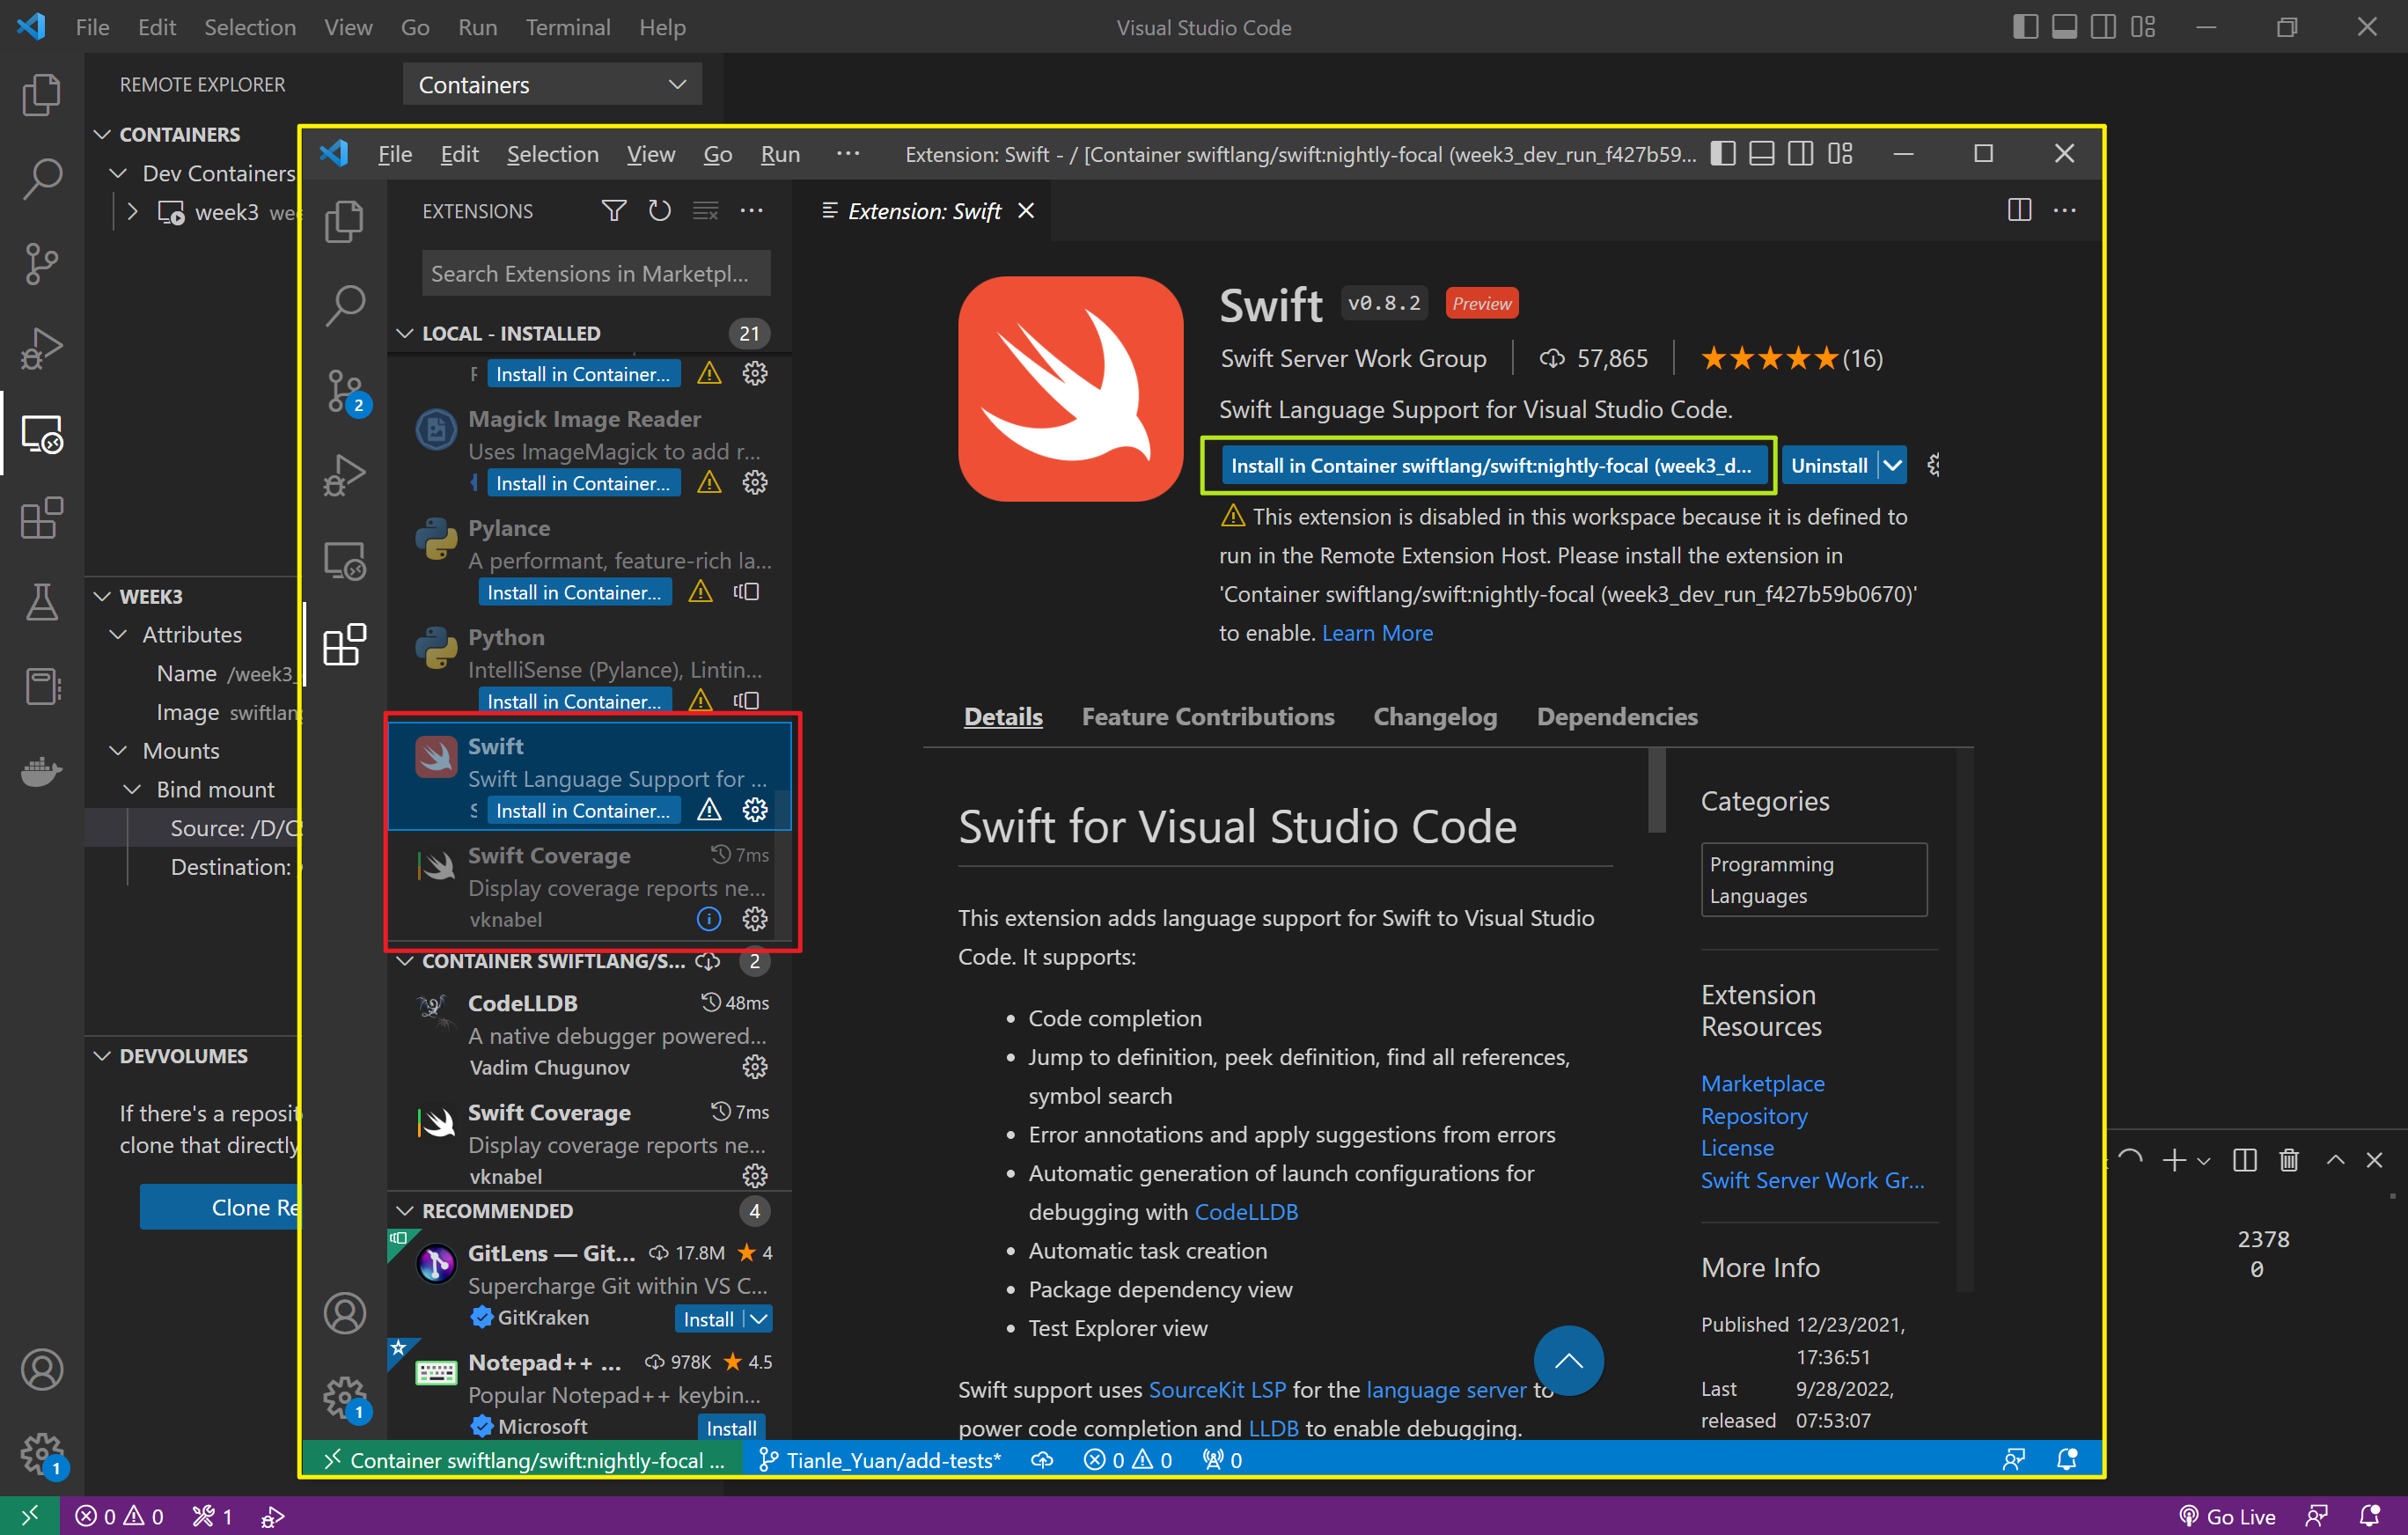 File Edit Selection View Go Run Terminal Help
Visual Studio Code
REMOTE EXPLORER
Containers
CONTAINERS
Dev Containers
week3
WEEK3
Attributes
Name /week3_
Image swiftlan
Mounts
Bind mount
Source: /D/C
Destination:
DEVVOLUMES
If there's a reposit
clone that directly
Clone Re
1
File Edit Selection View Go Run ...
Extension: Swift - / [Container swiftlang/swift:nightly-focal (week3_dev_run_f427b59...
2
1
EXTENSIONS
Search Extensions in Marketpl...
LOCAL - INSTALLED 21
Install in Container...
Magick Image Reader
Uses ImageMagick to add r...
Install in Container...
Pylance
A performant, feature-rich la...
Install in Container...
Python
IntelliSense (Pylance), Lintin...
Install in Container...
Swift
Swift Language Support for ...
Install in Container...
Swift Coverage 7ms
Display coverage reports ne...
vknabel
CONTAINER SWIFTLANG/S... 2
CodeLLDB 48ms
A native debugger powered...
Vadim Chugunov
Swift Coverage 7ms
Display coverage reports ne...
vknabel
RECOMMENDED 4
GitLens — Git... 17.8M ★ 4
Supercharge Git within VS C...
GitKraken Install
Notepad++ ... 978K ★ 4.5
Popular Notepad++ keybin...
Microsoft Install
Extension: Swift
Swift v0.8.2 Preview
Swift Server Work Group 57,865 ★★★★★(16)
Swift Language Support for Visual Studio Code.
Install in Container swiftlang/swift:nightly-focal (week3_d... Uninstall
This extension is disabled in this workspace because it is defined to
run in the Remote Extension Host. Please install the extension in
'Container swiftlang/swift:nightly-focal (week3_dev_run_f427b59b0670)'
to enable. Learn More
Details Feature Contributions Changelog Dependencies
Swift for Visual Studio Code
This extension adds language support for Swift to Visual Studio
Code. It supports:
• Code completion
• Jump to definition, peek definition, find all references,
symbol search
• Error annotations and apply suggestions from errors
• Automatic generation of launch configurations for
debugging with CodeLLDB
• Automatic task creation
• Package dependency view
• Test Explorer view
Swift support uses SourceKit LSP for the language server to
power code completion and LLDB to enable debugging.
Categories
Programming
Languages
Extension
Resources
Marketplace
Repository
License
Swift Server Work Gr...
More Info
Published 12/23/2021,
17:36:51
Last 9/28/2022,
released 07:53:07
2378
0
Container swiftlang/swift:nightly-focal ... Tianle_Yuan/add-tests* 0 0 0
0 0 1
Go Live